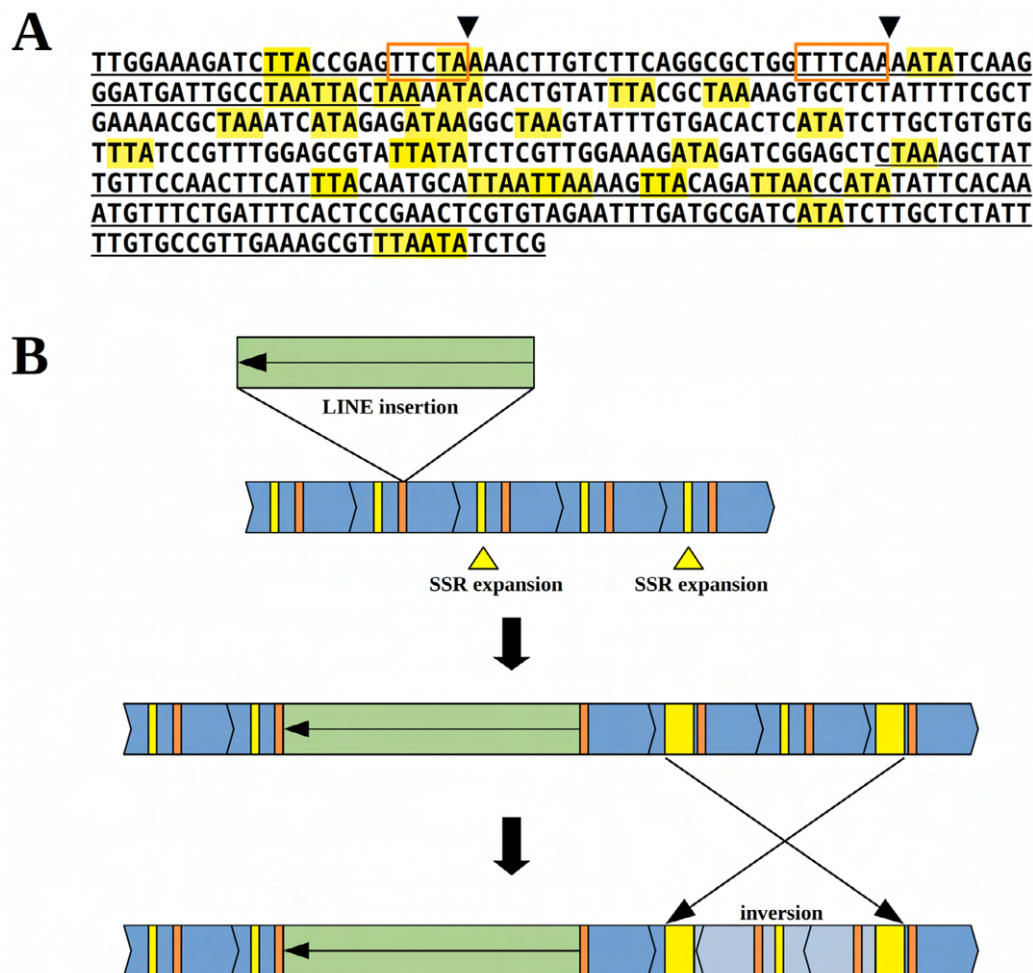 A
TTGGAAAGATCTTACCGAGTTCTAAAACTTGTCTTCAGGCGCTGGTTTCAAAATATCAAG
GGATGATTGCCTAATTACTAAAATACACTGTATTTACGCTAAAAGTGCTCTATTTTCGCT
GAAAACGCTAAATCATAGAGATAAGGCTAAGTATTTGTGACACTCATATCTTGCTGTGTG
TTTATCCGTTTGGAGCGTATTATATCTCGTTGGAAAGATAGATCGGAGCTCTAAAGCTAT
TGTTCCAACTTCATTTACAATGCATTAATTAAAAGTTACAGATTAACCATATATTCACAA
ATGTTTCTGATTTCACTCCGAACTCGTGTAGAATTTGATGCGATCATATCTTGCTCTATT
TTGTGCCGTTGAAAGCGTTTAATATCTCG
B
LINE insertion
SSR expansion SSR expansion
inversion